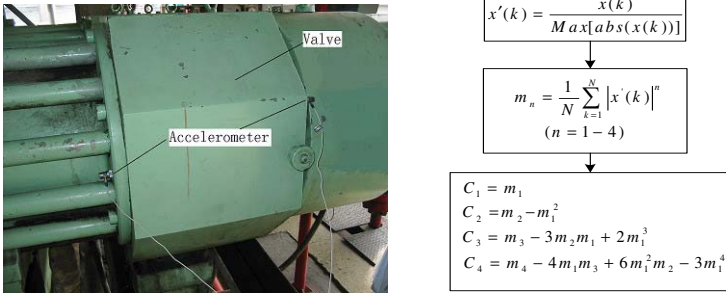 Valve
Accelerometer
x'(k) = x(k) / Max[abs(x(k))]
m_n = 1/N ∑_{k=1}^{N} |x'(k)|^n
(n = 1 − 4)
C_1 = m_1
C_2 = m_2 − m_1^2
C_3 = m_3 − 3m_2m_1 + 2m_1^3
C_4 = m_4 − 4m_1m_3 + 6m_1^2m_2 − 3m_1^4